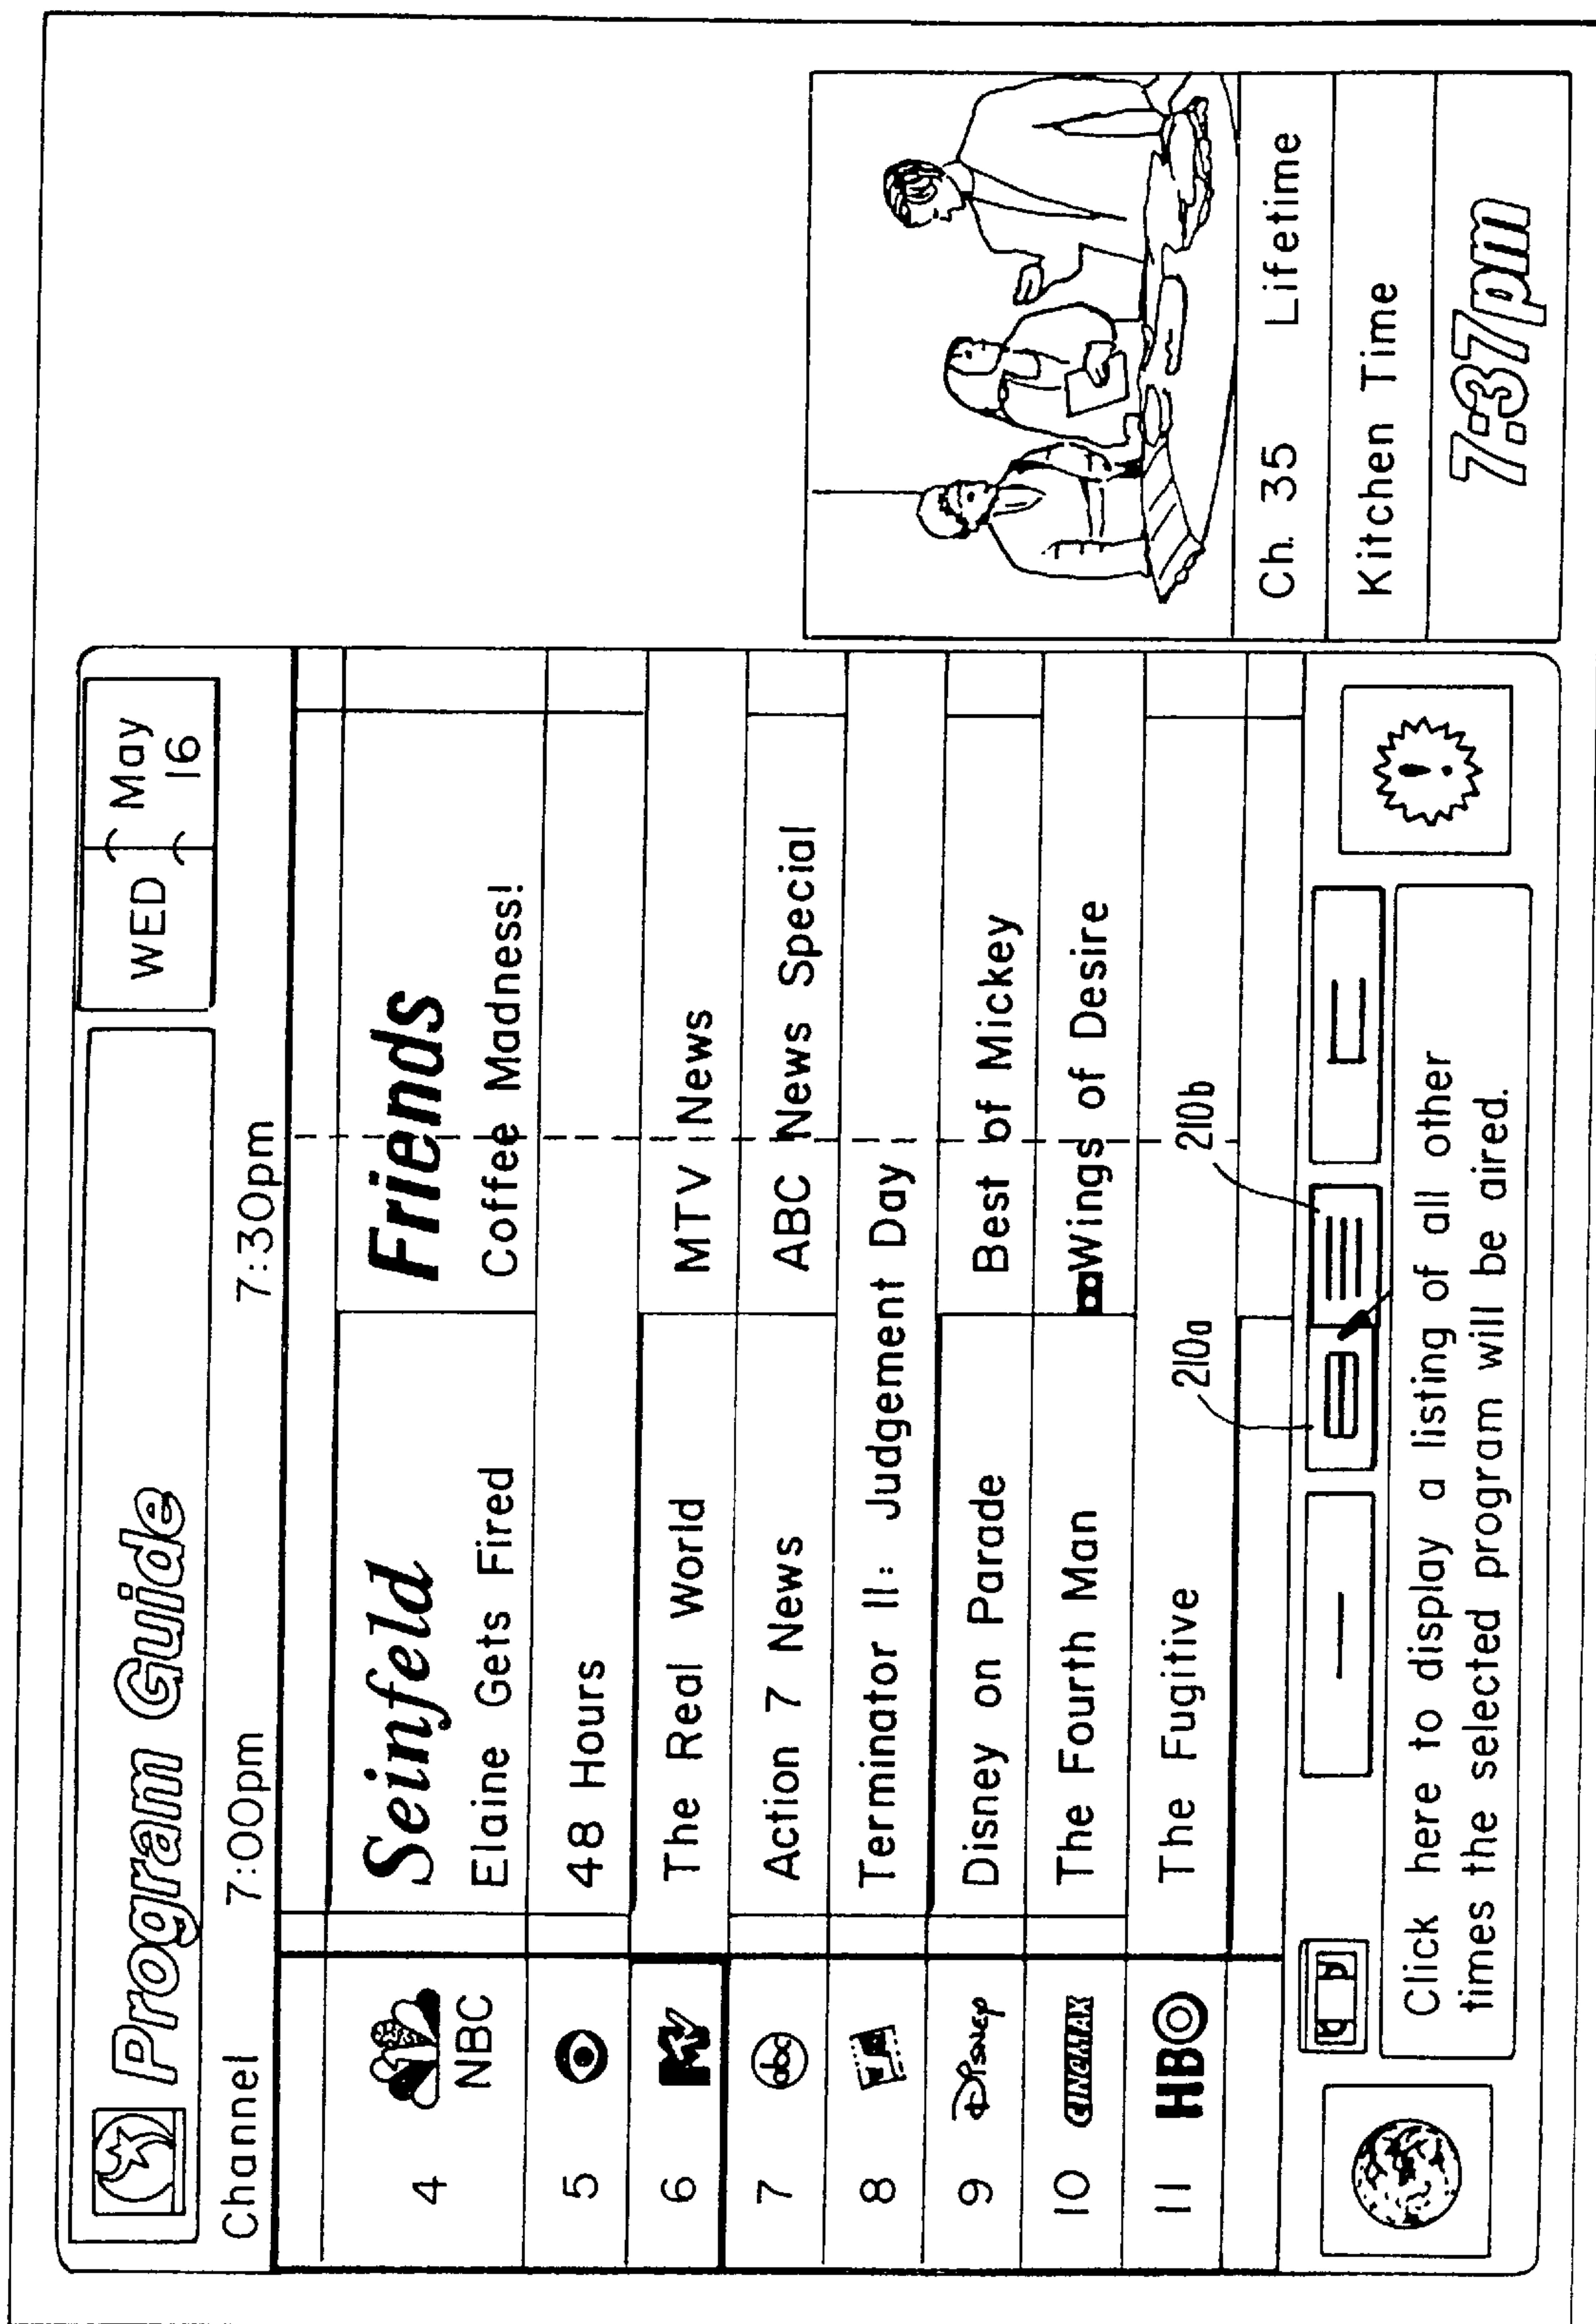 Program Guide
WED May
16
Channel 7:00pm 7:30pm
4 NBC Seinfeld Friends
Elaine Gets Fired Coffee Madness!
5 48 Hours
6 MTV The Real World MTV News
7 abc Action 7 News ABC News Special
8 Terminator II: Judgement Day
9 Disney Disney on Parade Best of Mickey
10 CINEMAX The Fourth Man Wings of Desire
11 HBO The Fugitive
210a 210b
Click here to display a listing of all other
times the selected program will be aired.
Ch. 35 Lifetime
Kitchen Time
7:37pm